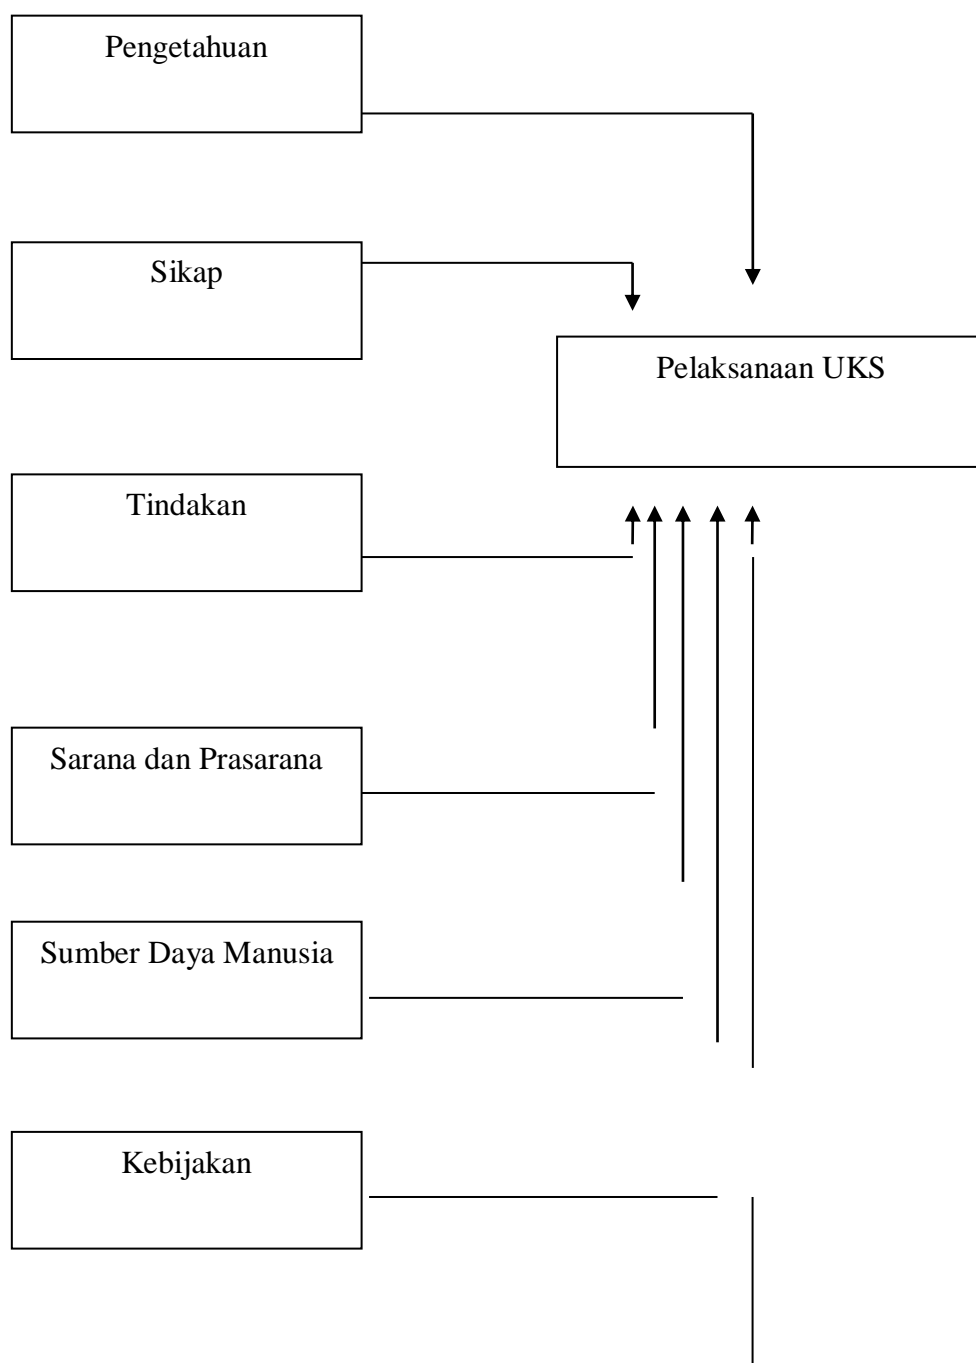 Pengetahuan
Sikap
Pelaksanaan UKS
Tindakan
Sarana dan Prasarana
Sumber Daya Manusia
Kebijakan